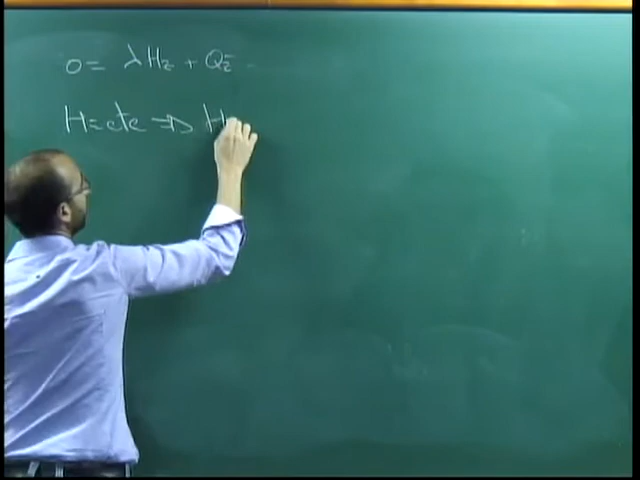 0 = λH_z + Q_z̄
H = cte ⇒ H